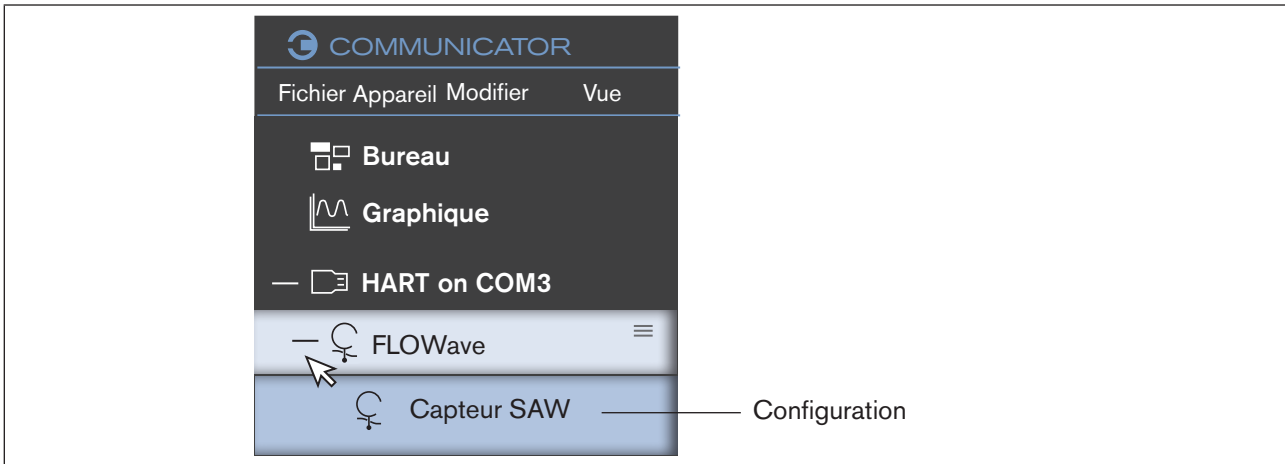 COMMUNICATOR
Fichier Appareil Modifier Vue
Bureau
Graphique
HART on COM3
FLOWave
Capteur SAW
Configuration